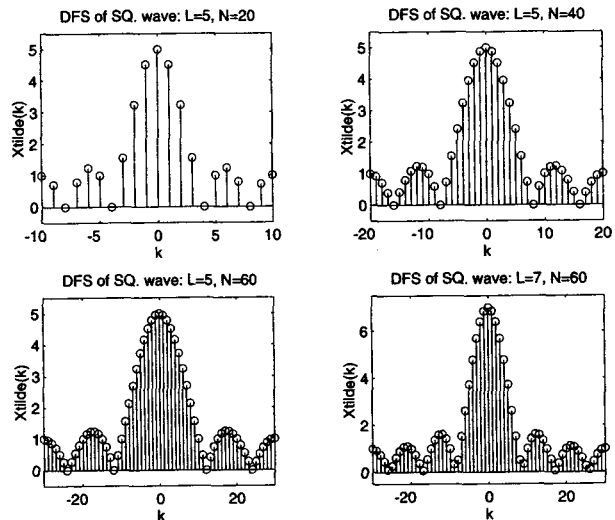 DFS of SQ. wave: L=5, N=20
Xtilde(k)
5
4
3
2
1
0
-10 -5 0 5 10
k
DFS of SQ. wave: L=5, N=40
Xtilde(k)
5
4
3
2
1
0
-20 -10 0 10 20
k
DFS of SQ. wave: L=5, N=60
Xtilde(k)
5
4
3
2
1
0
-20 0 20
k
DFS of SQ. wave: L=7, N=60
Xtilde(k)
6
4
2
0
-20 0 20
k